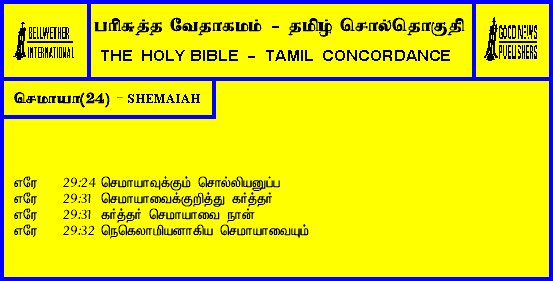 BELLWETHER
INTERNATIONAL
பரிசுத்த வேதாகமம் - தமிழ் சொல்தொகுதி
THE HOLY BIBLE - TAMIL CONCORDANCE
GOOD NEWS
PUBLISHERS
செமாயா(24) - SHEMAIAH
எரே 29:24 செமாயாவுக்கும் சொல்லியனுப்ப
எரே 29:31 செமாயாவைக்குறித்து கர்த்தர்
எரே 29:31 கர்த்தர் செமாயாவை நான்
எரே 29:32 நெகெலாமியனாகிய செமாயாவையும்